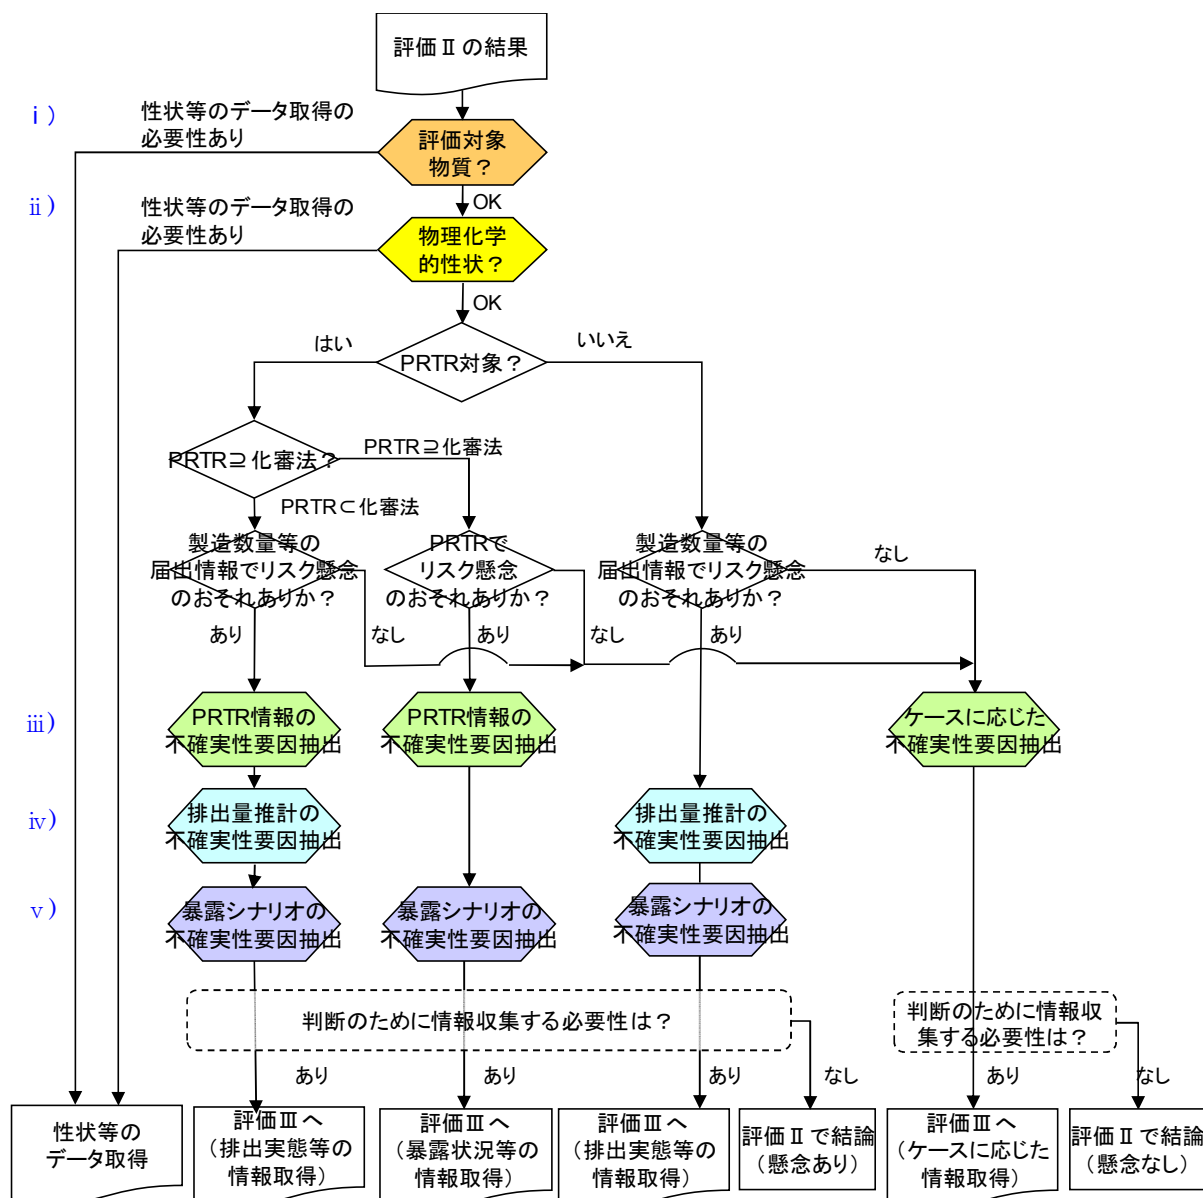 評価Ⅱの結果
ⅰ)
性状等のデータ取得の
必要性あり
評価対象
物質？
OK
ⅱ)
性状等のデータ取得の
必要性あり
物理化学
的性状？
OK
はい
PRTR対象？
いいえ
PRTR⊇化審法？
PRTR⊇化審法
PRTR⊂化審法
製造数量等の
届出情報でリスク懸念
のおそれありか？
PRTRで
リスク懸念
のおそれありか？
製造数量等の
届出情報でリスク懸念
のおそれありか？
なし
あり
なし
あり
なし
あり
ⅲ)
PRTR情報の
不確実性要因抽出
PRTR情報の
不確実性要因抽出
ケースに応じた
不確実性要因抽出
ⅳ)
排出量推計の
不確実性要因抽出
排出量推計の
不確実性要因抽出
ⅴ)
暴露シナリオの
不確実性要因抽出
暴露シナリオの
不確実性要因抽出
暴露シナリオの
不確実性要因抽出
判断のために情報収集する必要性は？
判断のために情報収
集する必要性は？
あり
あり
あり
なし
あり
なし
性状等の
データ取得
評価Ⅲへ
（排出実態等の
情報取得）
評価Ⅲへ
（暴露状況等の
情報取得）
評価Ⅲへ
（排出実態等の
情報取得）
評価Ⅱで結論
（懸念あり）
評価Ⅲへ
（ケースに応じた
情報取得）
評価Ⅱで結論
（懸念なし）